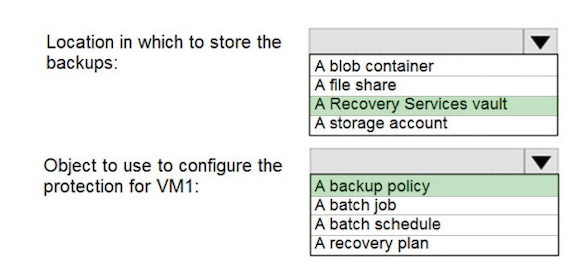 Location in which to store the
backups:
A blob container
A file share
A Recovery Services vault
A storage account
Object to use to configure the
protection for VM1:
A backup policy
A batch job
A batch schedule
A recovery plan